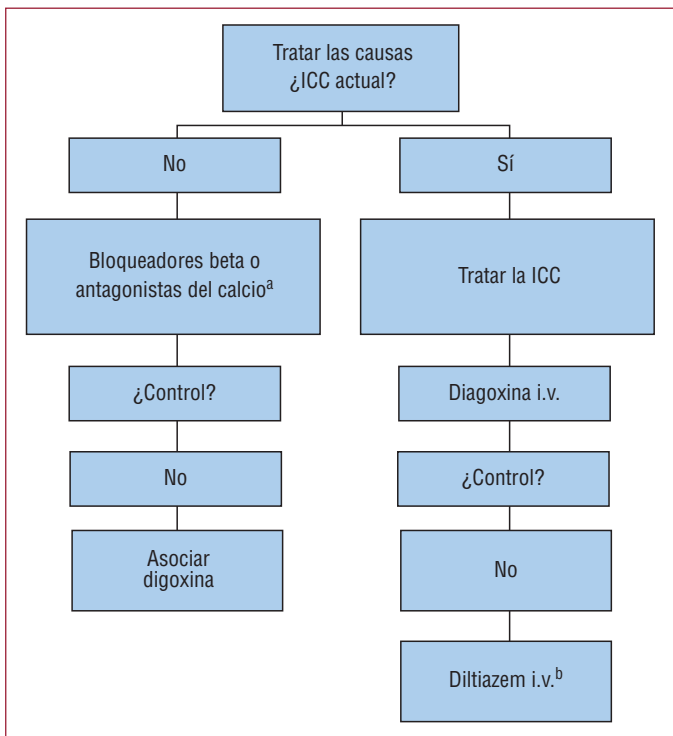 Tratar las causas
¿ICC actual?
No
Sí
Bloqueadores beta o
antagonistas del calcioᵃ
Tratar la ICC
¿Control?
Diagoxina i.v.
No
¿Control?
Asociar
digoxina
No
Diltiazem i.v.ᵇ